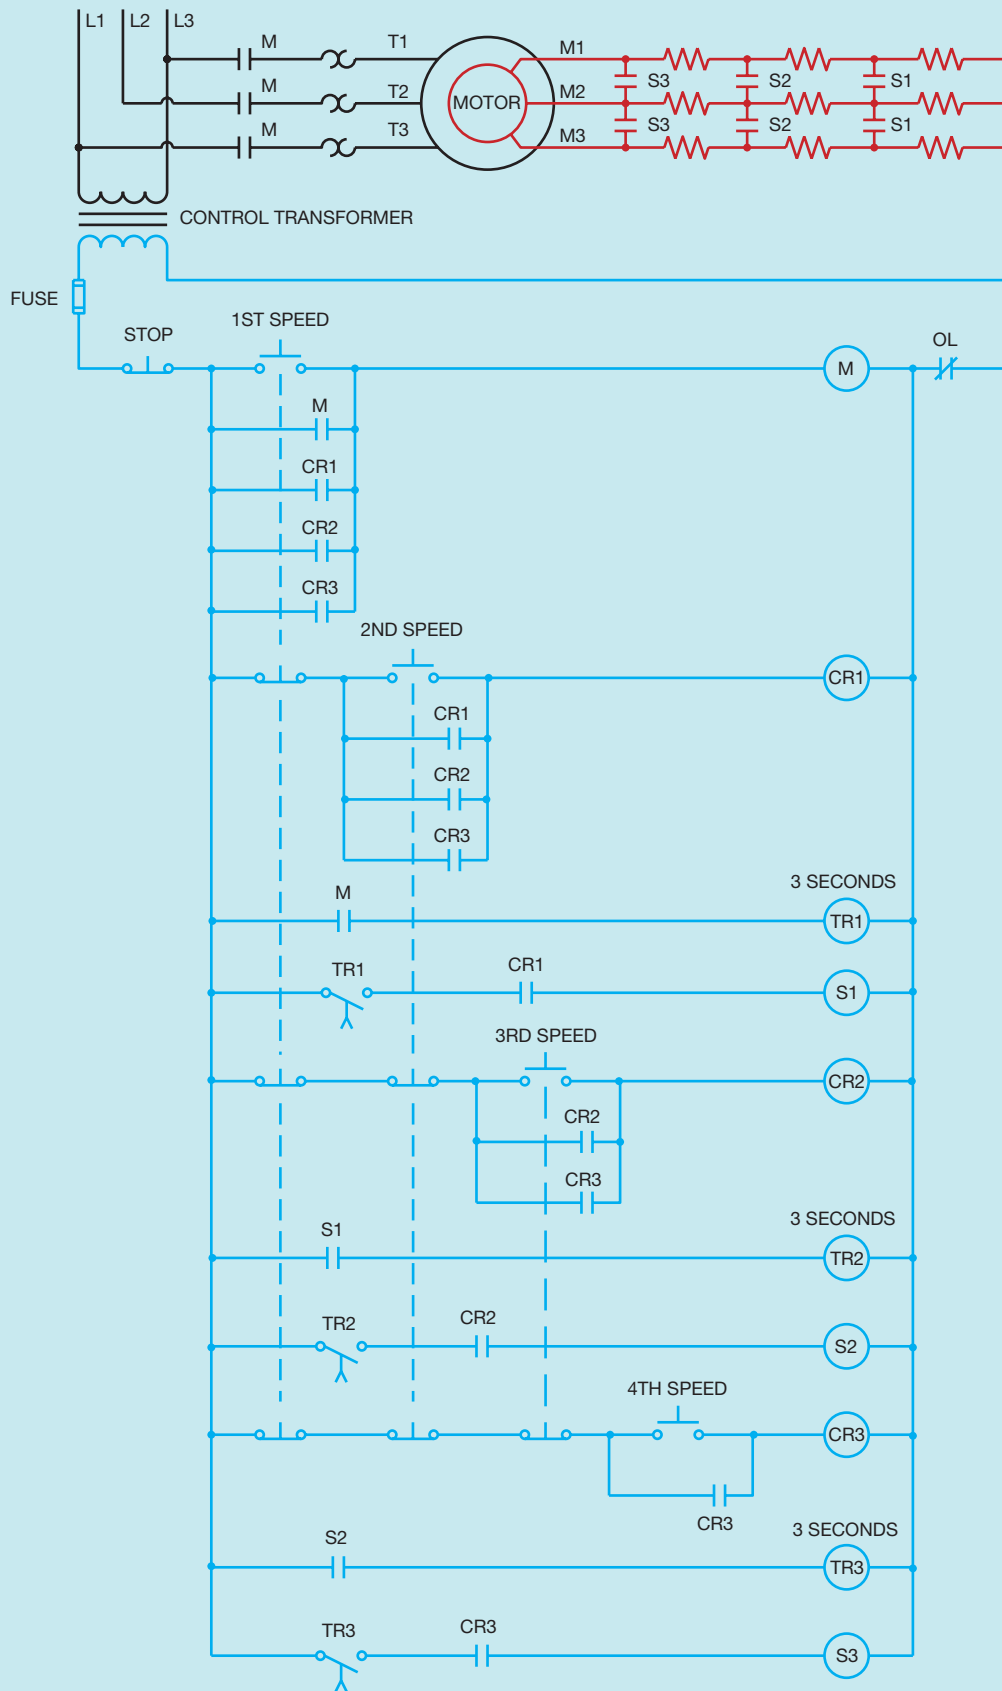 L1 L2 L3
M T1 M1
S3 S2 S1
M T2 MOTOR M2
S3 S2 S1
M T3 M3
CONTROL TRANSFORMER
FUSE
STOP 1ST SPEED OL
M
M
CR1
CR2
CR3
2ND SPEED
CR1
CR1
CR2
CR3
3 SECONDS
M TR1
TR1 CR1 S1
3RD SPEED
CR2
CR2
CR3
3 SECONDS
S1 TR2
TR2 CR2 S2
4TH SPEED
CR3
CR3
3 SECONDS
S2 TR3
TR3 CR3 S3